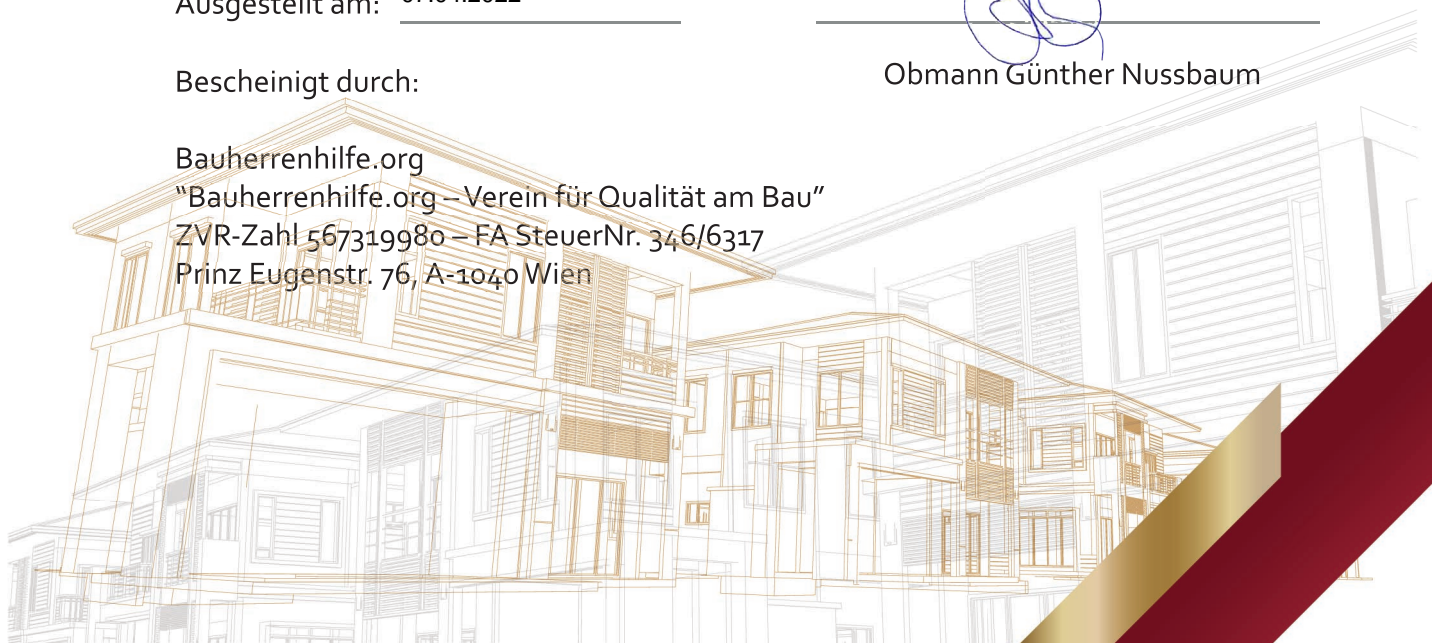 Ausgestellt am:
Obmann Günther Nussbaum
Bescheinigt durch:
Bauherrenhilfe.org
“Bauherrenhilfe.org – Verein für Qualität am Bau”
ZVR-Zahl 567319980 – FA SteuerNr. 346/6317
Prinz Eugenstr. 76, A-1040 Wien